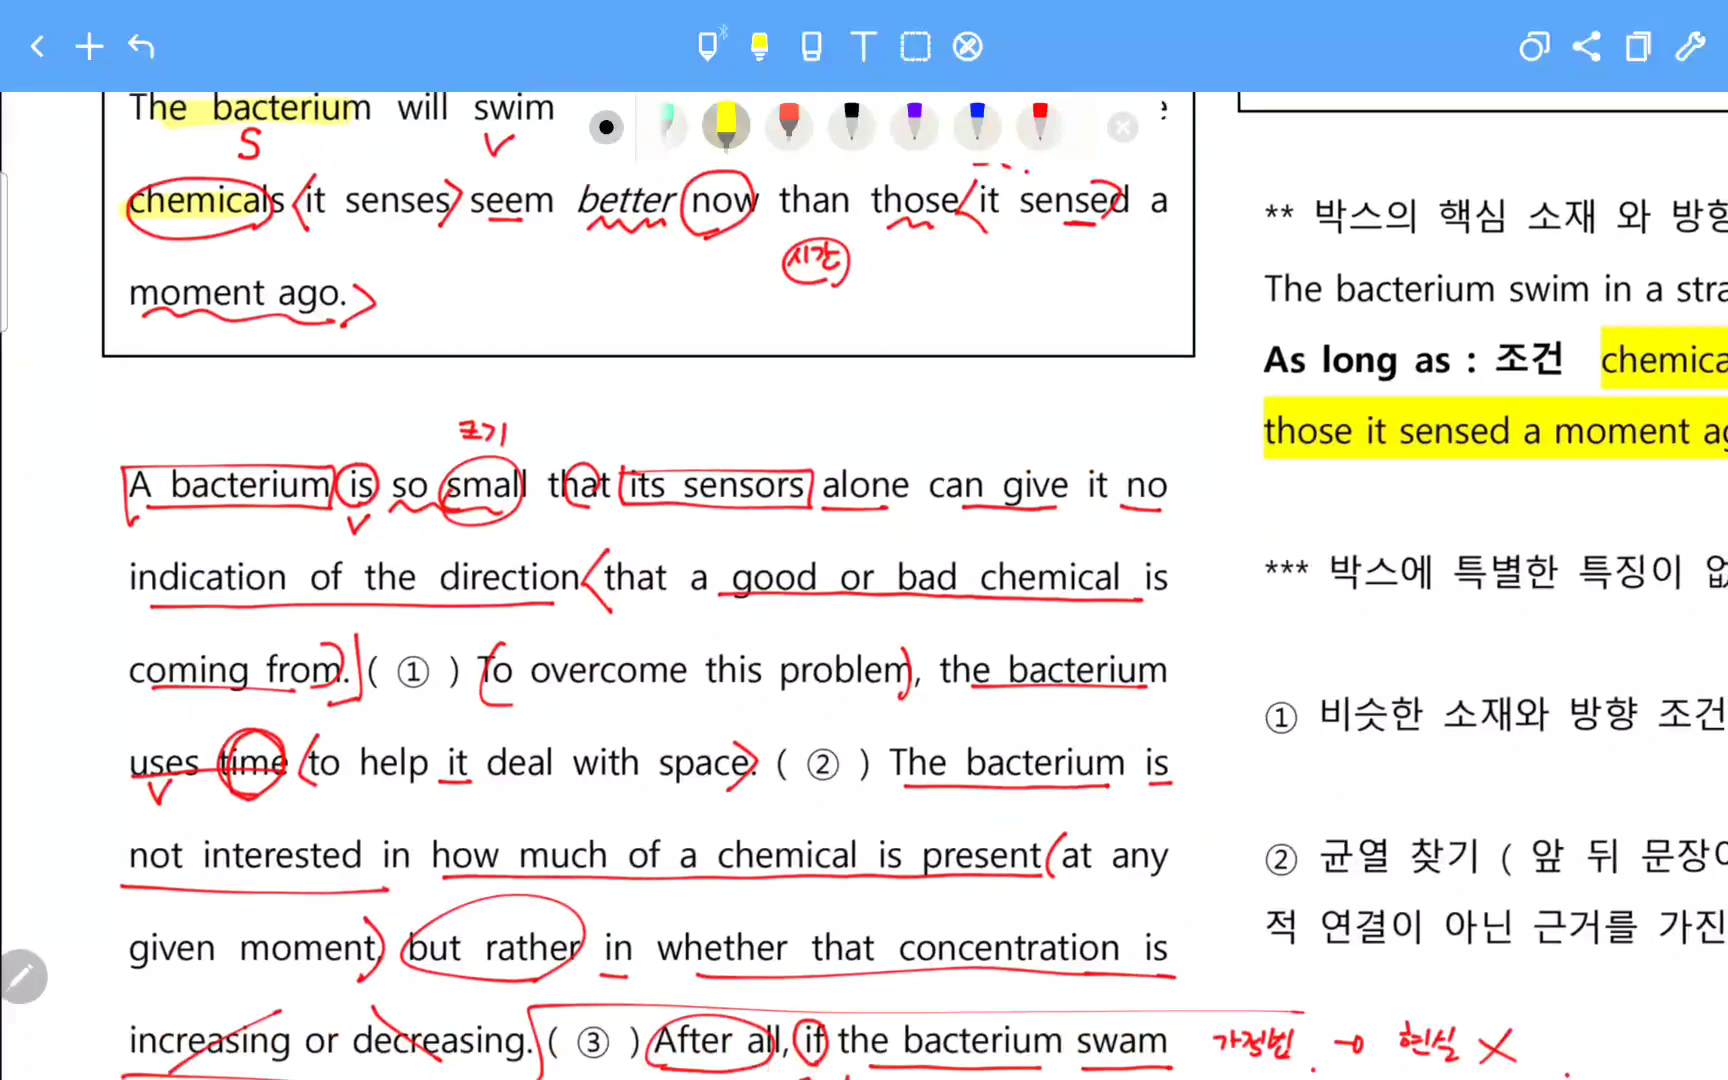 The bacterium will swim
S
V
chemicals it senses seem better now than those it sensed a
시간
moment ago.
크기
A bacterium is so small that its sensors alone can give it no
V
indication of the direction that a good or bad chemical is
coming from. ( ① ) To overcome this problem, the bacterium
uses time to help it deal with space. ( ② ) The bacterium is
V
not interested in how much of a chemical is present at any
given moment, but rather in whether that concentration is
increasing or decreasing. ( ③ ) After all, if the bacterium swam
가정법 → 현실 X
** 박스의 핵심 소재 와 방향
The bacterium swim in a stra
As long as : 조건 chemica
those it sensed a moment ag
*** 박스에 특별한 특징이 없
① 비슷한 소재와 방향 조건
② 균열 찾기 ( 앞 뒤 문장이
적 연결이 아닌 근거를 가진